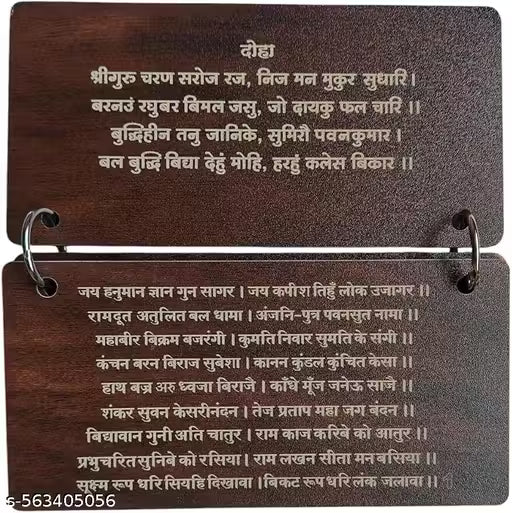 दोहा
श्रीगुरु चरण सरोज रज, निज मन मुकुर सुधारि।
बरनउं रघुबर बिमल जसु, जो दायकु फल चारि ।।
बुद्धिहीन तनु जानिके, सुमिरौ पवनकुमार ।
बल बुद्धि बिद्या देहुं मोहि, हरहुं कलेस बिकार ।।
जय हनुमान ज्ञान गुन सागर । जय कपीश तिहुँ लोक उजागर ।।
रामदूत अतुलित बल धामा । अंजनि-पुत्र पवनसुत नामा ।।
महाबीर बिक्रम बजरंगी । कुमति निवार सुमति के संगी ।।
कंचन बरन बिराज सुबेशा । कानन कुंडल कुंचित केसा ।।
हाथ बज्र अरु ध्वजा बिराजै । काँधे मूँज जनेऊ साजै ।
शंकर सुवन केसरीनंदन । तेज प्रताप महा जग बंदन ।।
बिद्यावान गुनी अति चातुर । राम काज करिबे को आतुर ।।
प्रभु चरित सुनिबे को रसिया । राम लखन सीता मन बसिया ।।
सूक्ष्म रूप धरि सियहि दिखावा । बिकट रूप धरि लंक जलावा ।।
s-563405056